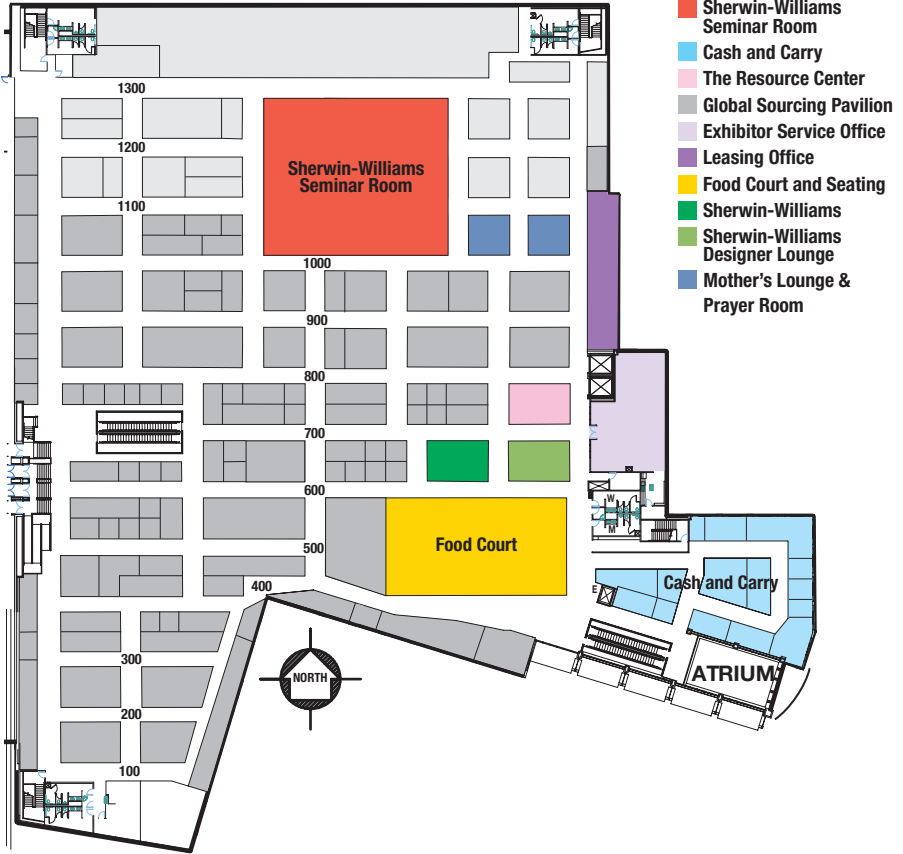 Sherwin-Williams
Seminar Room
Cash and Carry
The Resource Center
Global Sourcing Pavilion
Exhibitor Service Office
Leasing Office
Food Court and Seating
Sherwin-Williams
Sherwin-Williams
Designer Lounge
Mother's Lounge &
Prayer Room
1300
1200
Sherwin-Williams
Seminar Room
1100
1000
900
800
700
600
W
M
500
Food Court
400
E
Cash and Carry
300
NORTH
ATRIUM
200
100